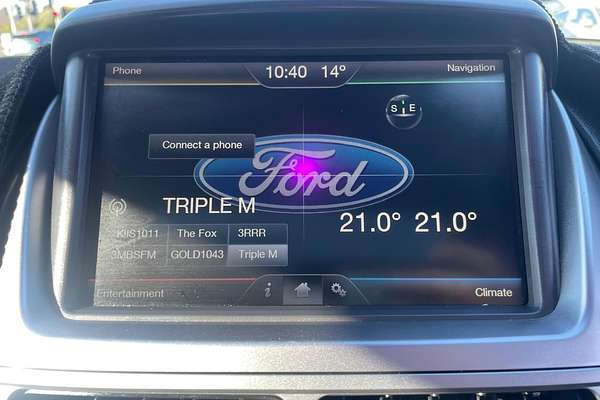 Phone 10:40 14° Navigation
S E
Connect a phone
Ford
TRIPLE M
21.0° 21.0°
KIIS1011 The Fox 3RRR
3MBSFM GOLD1043 Triple M
Entertainment i Climate